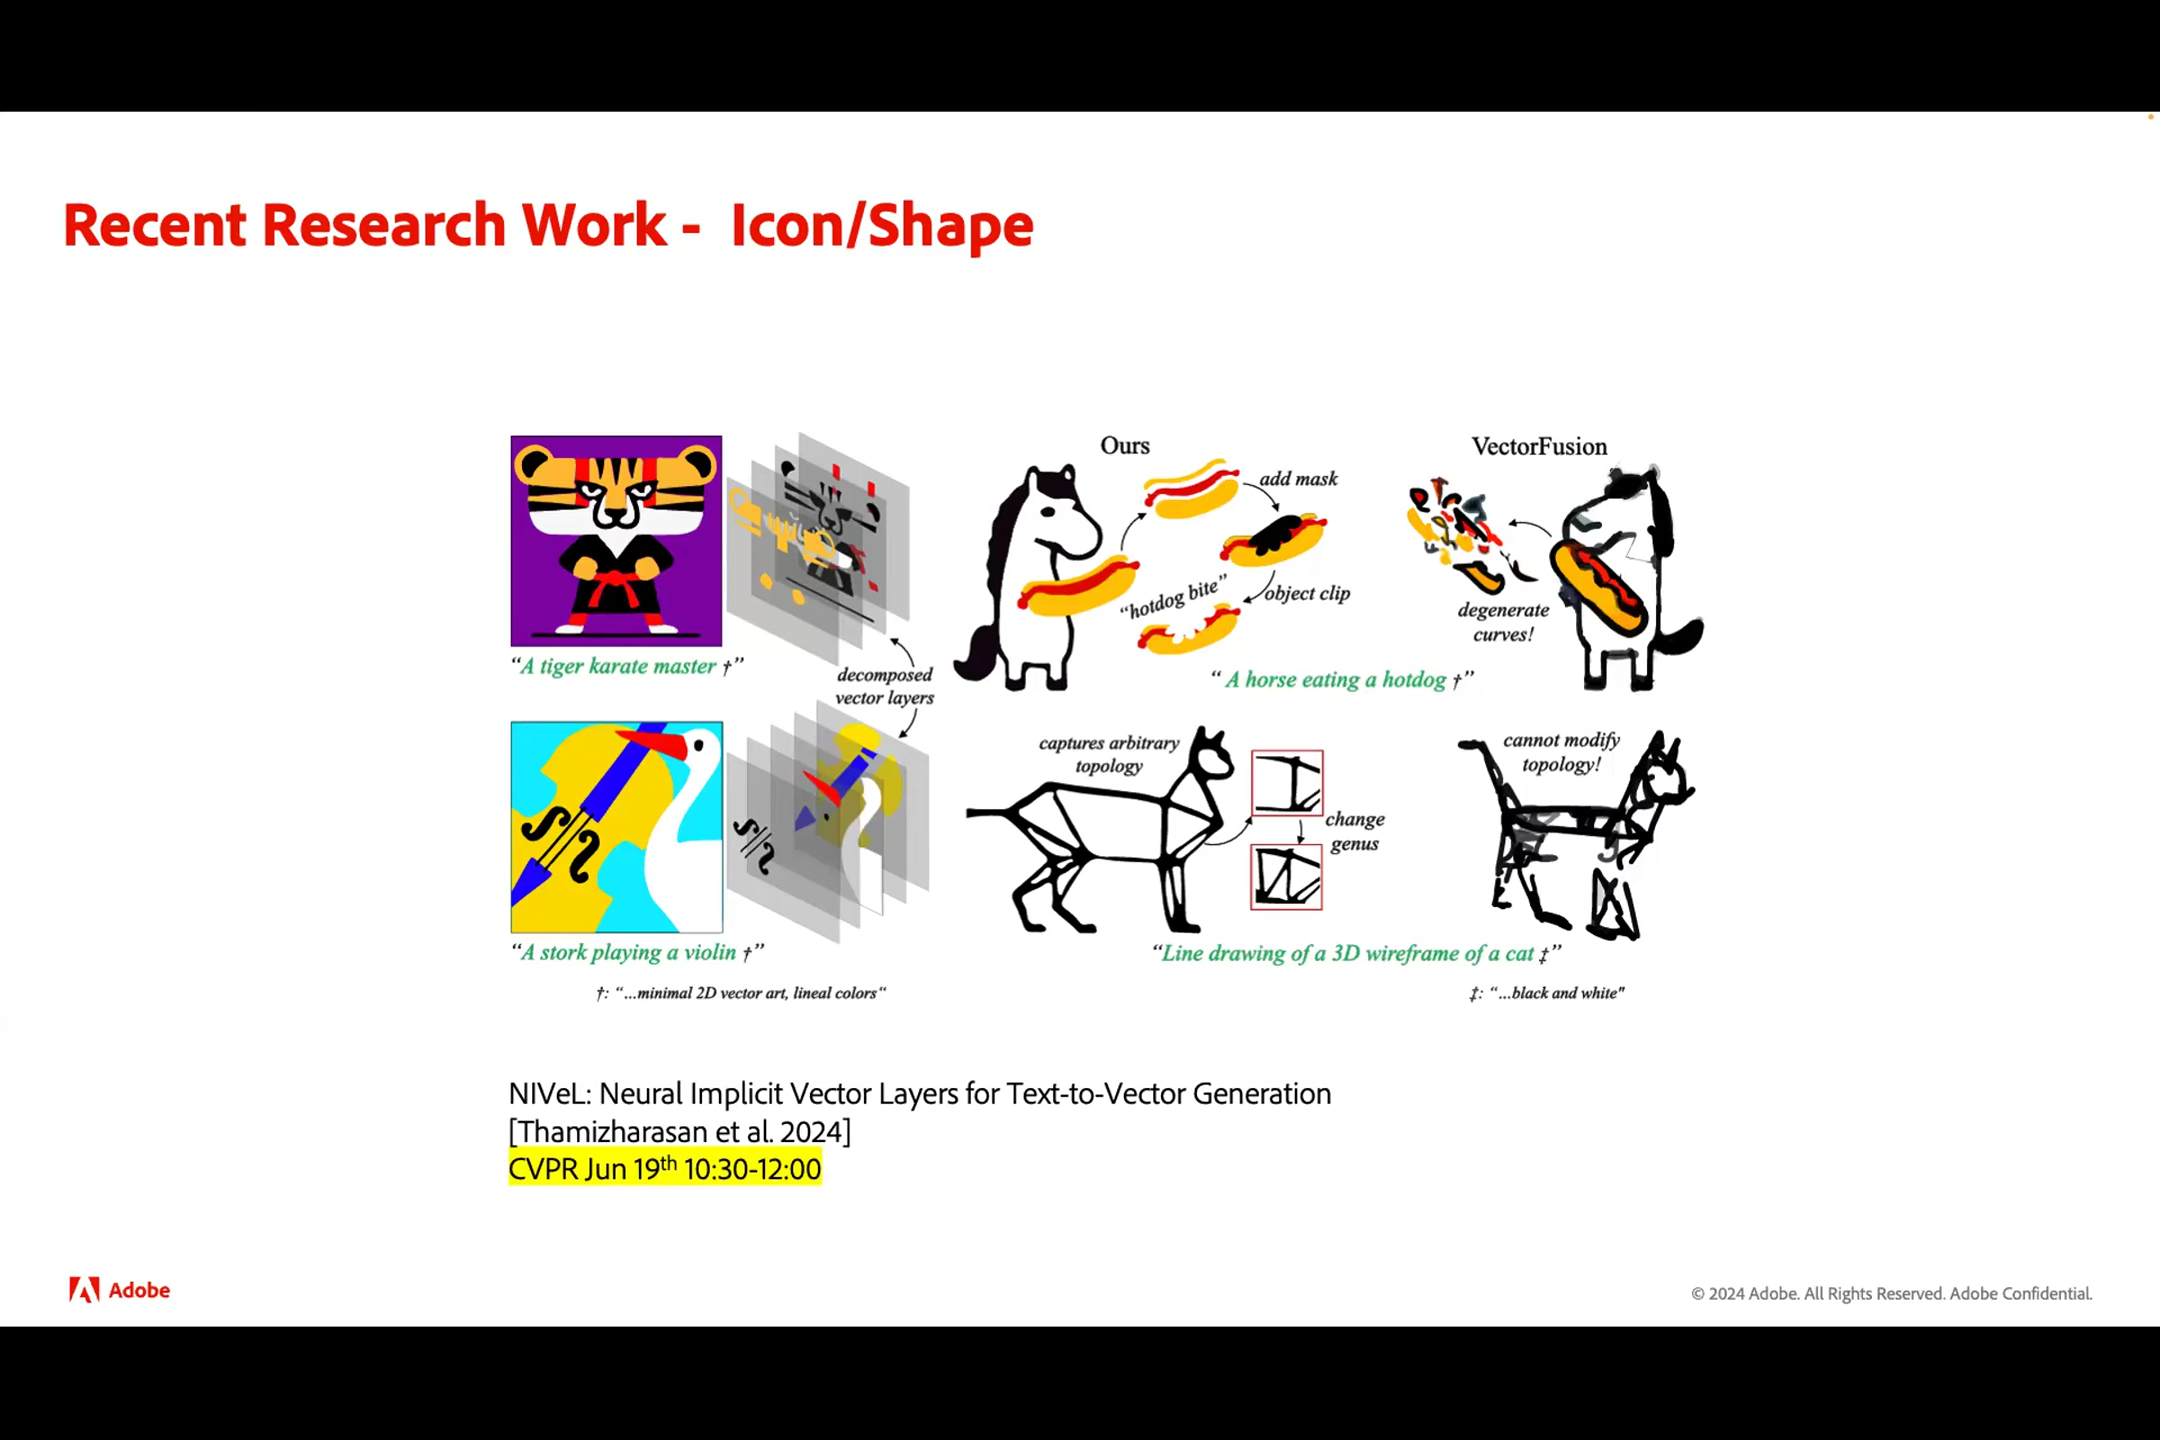 Recent Research Work - Icon/Shape
Ours
VectorFusion
add mask
"hotdog bite"
object clip
degenerate
curves!
"A tiger karate master †"
decomposed
vector layers
" A horse eating a hotdog †"
captures arbitrary
topology
change
genus
cannot modify
topology!
"A stork playing a violin †"
"Line drawing of a 3D wireframe of a cat ‡"
†: "...minimal 2D vector art, lineal colors"
‡: "...black and white"
NIVeL: Neural Implicit Vector Layers for Text-to-Vector Generation
[Thamizharasan et al. 2024]
CVPR Jun 19th 10:30-12:00
Adobe
© 2024 Adobe. All Rights Reserved. Adobe Confidential.